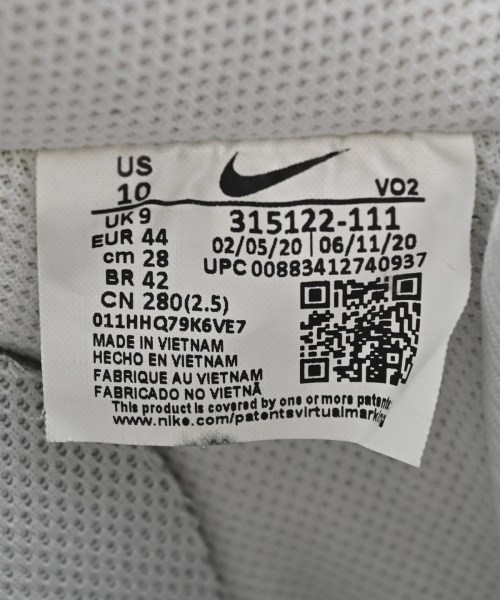 US
10
VO2
UK 9
EUR 44
cm 28
BR 42
CN 280(2.5)
315122-111
02/05/20 | 06/11/20
UPC 00883412740937
011HHQ79K6VE7
MADE IN VIETNAM
HECHO EN VIETNAM
FABRIQUE AU VIETNAM
FABRICADO NO VIETNÃ
This product is covered by one or more patents.
www.nike.com/patentsvirtualmarking